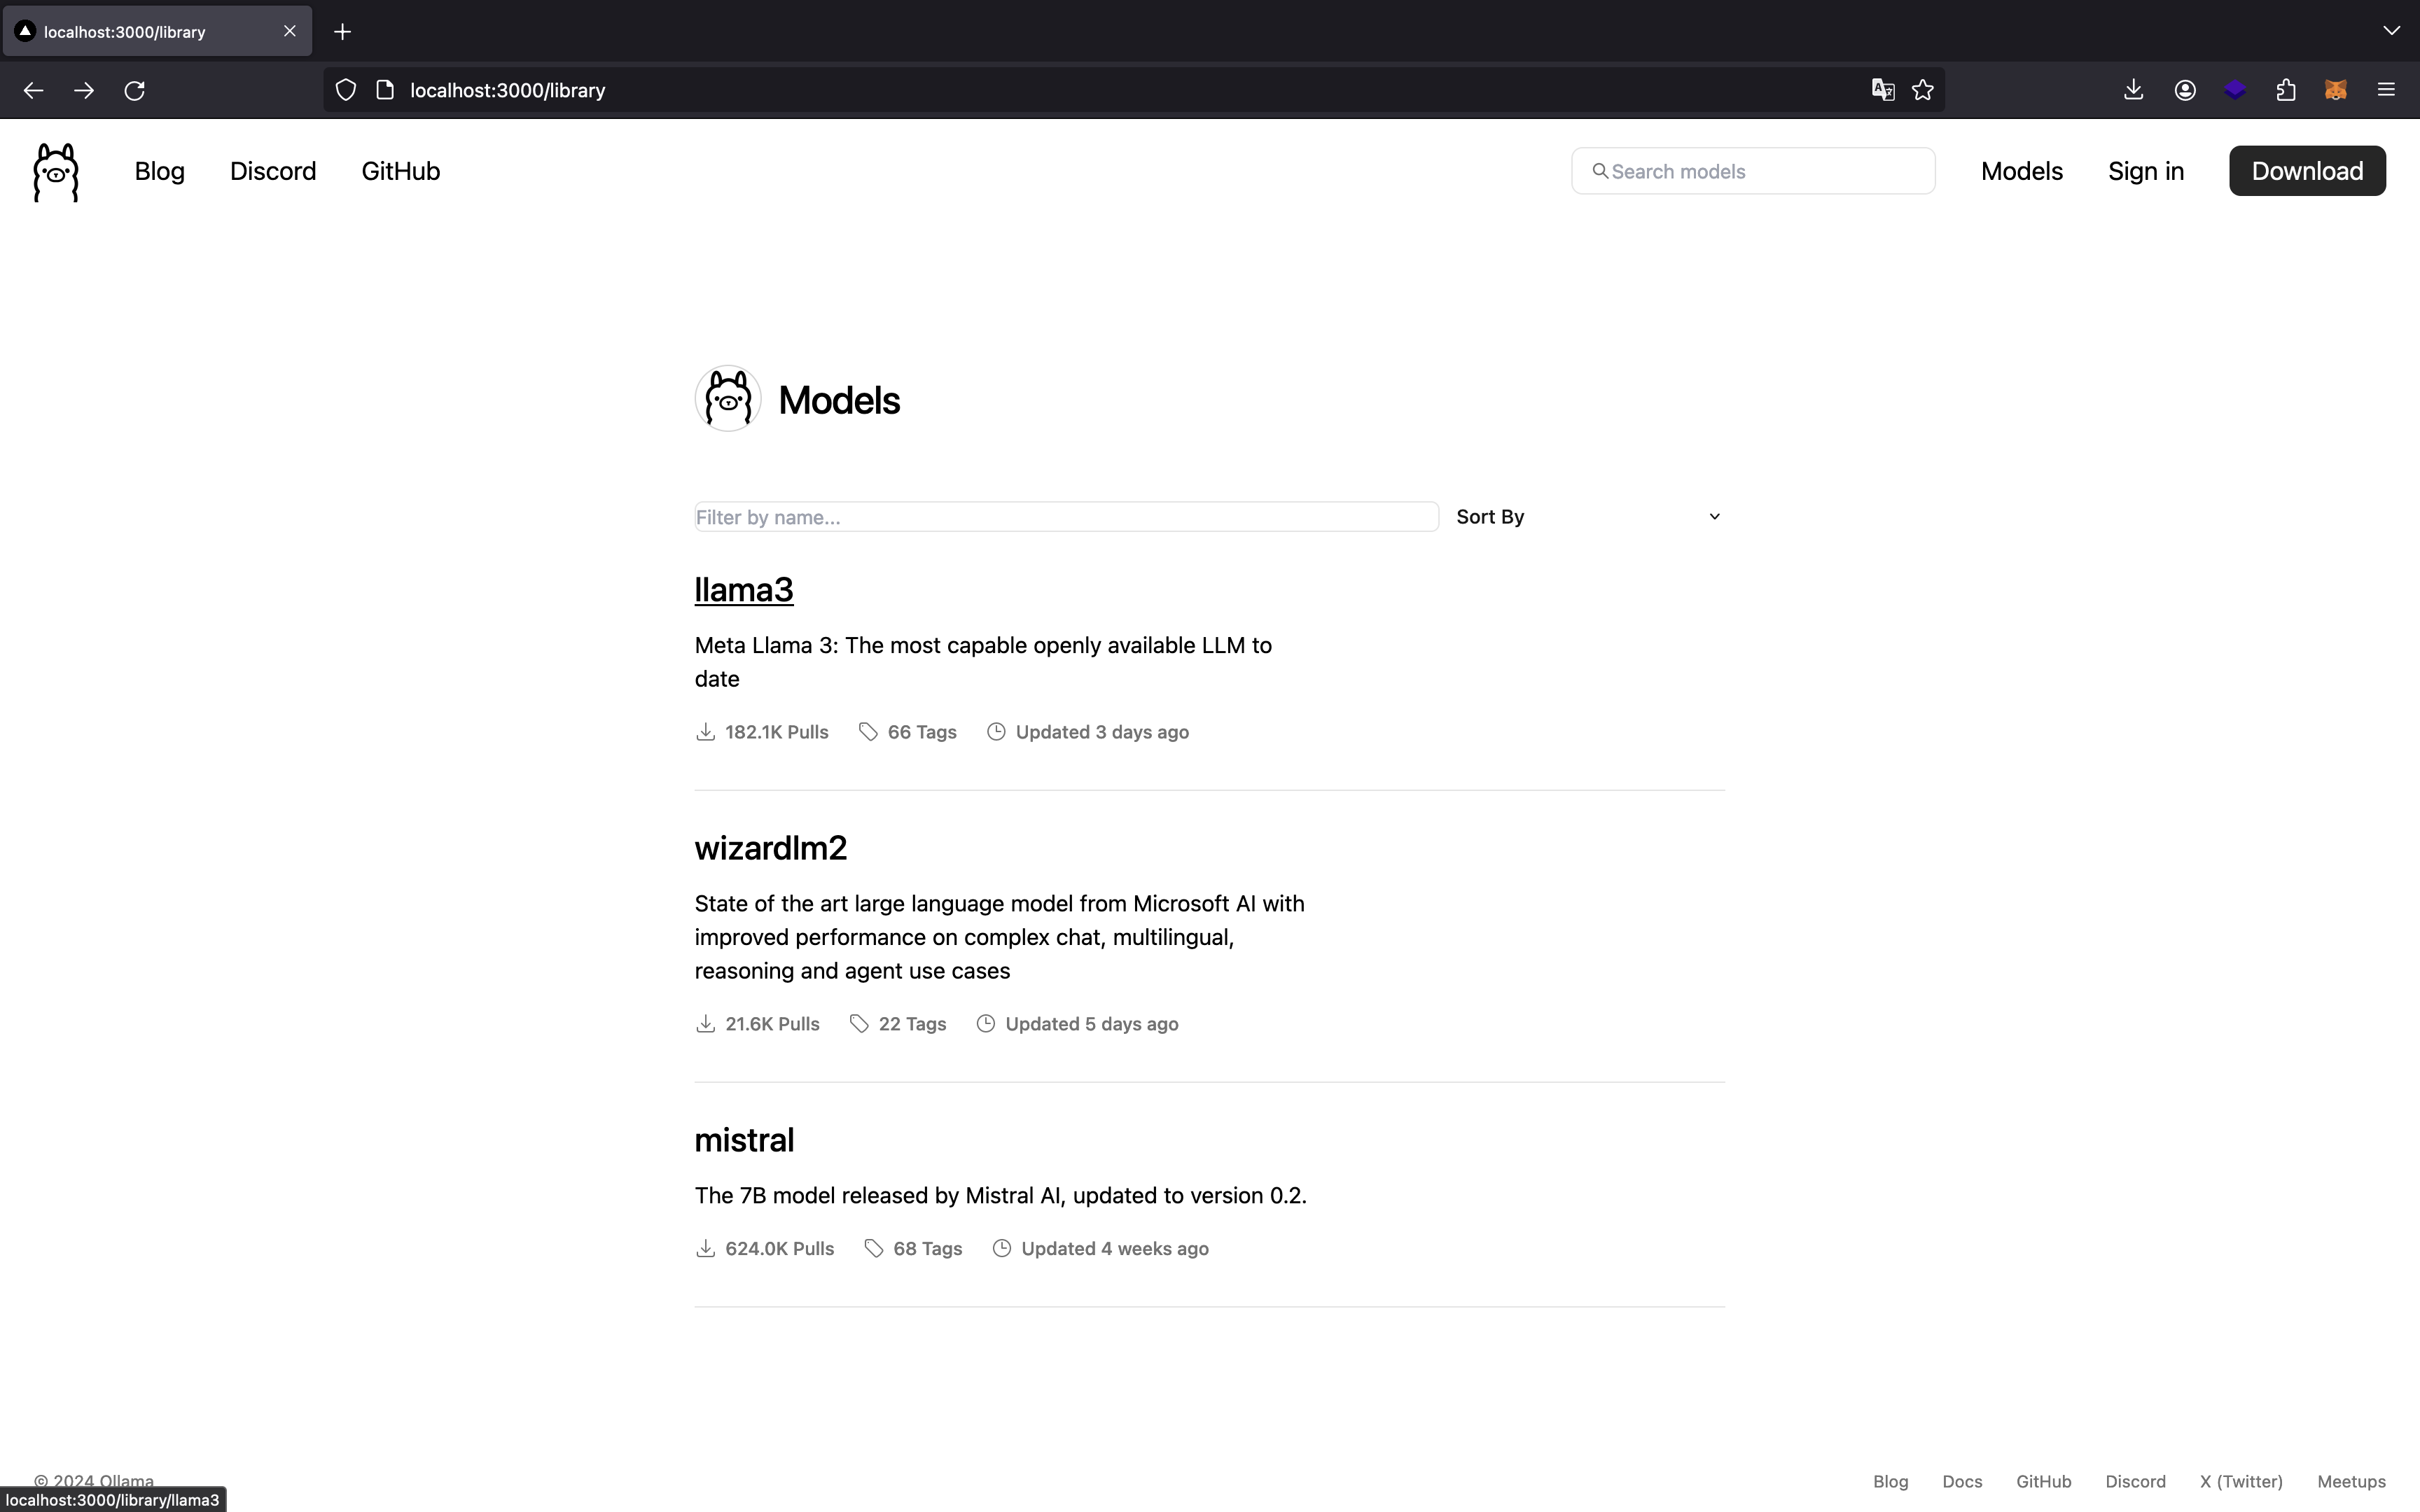 localhost:3000/library
localhost:3000/library
Blog Discord GitHub Search models Models Sign in Download
Models
Filter by name... Sort By
llama3
Meta Llama 3: The most capable openly available LLM to
date
182.1K Pulls 66 Tags Updated 3 days ago
wizardlm2
State of the art large language model from Microsoft AI with
improved performance on complex chat, multilingual,
reasoning and agent use cases
21.6K Pulls 22 Tags Updated 5 days ago
mistral
The 7B model released by Mistral AI, updated to version 0.2.
624.0K Pulls 68 Tags Updated 4 weeks ago
© 2024 Ollama Blog Docs GitHub Discord X (Twitter) Meetups
localhost:3000/library/llama3